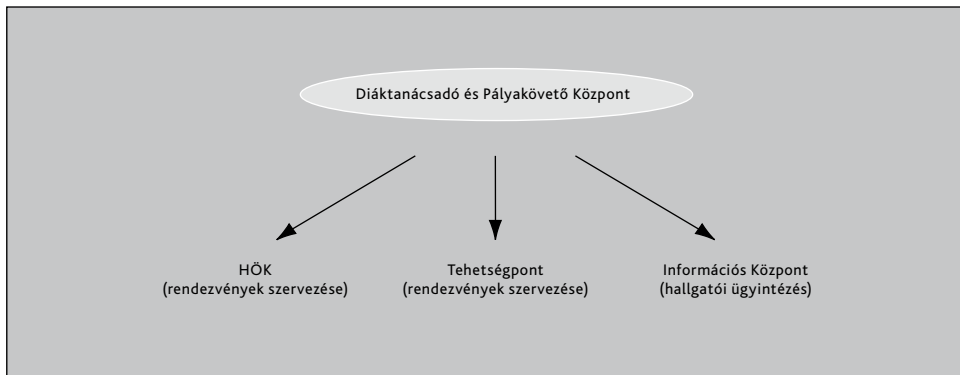 Diáktanácsadó és Pályakövető Központ
HÖK
(rendezvények szervezése)
Tehetségpont
(rendezvények szervezése)
Információs Központ
(hallgatói ügyintézés)